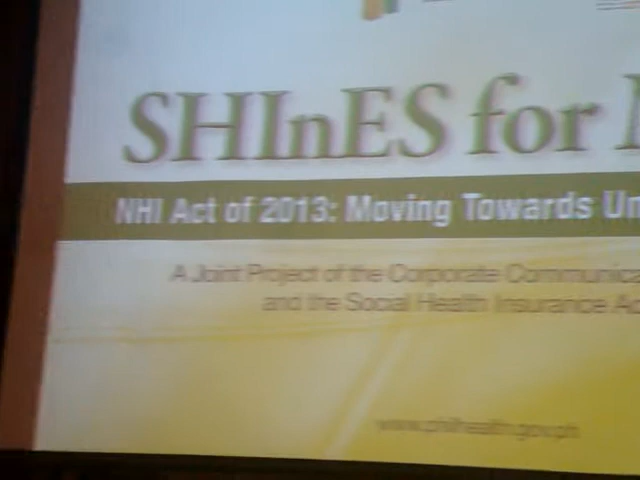 SHInES for
NHI Act of 2013: Moving Towards Un
A Joint Project of the Corporate Communica
and the Social Health Insurance Ac
www.philhealth.gov.ph